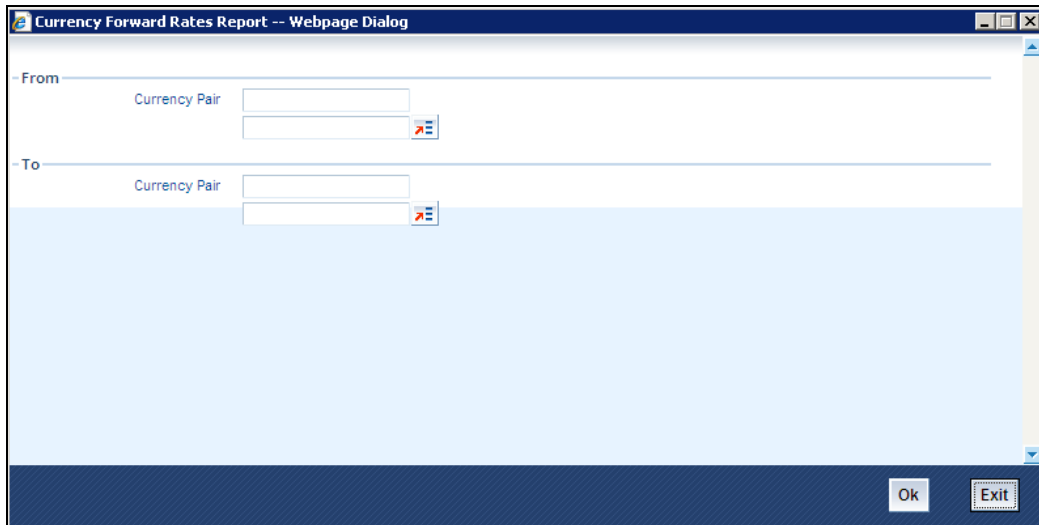 Currency Forward Rates Report -- Webpage Dialog
From
Currency Pair
To
Currency Pair
Ok Exit